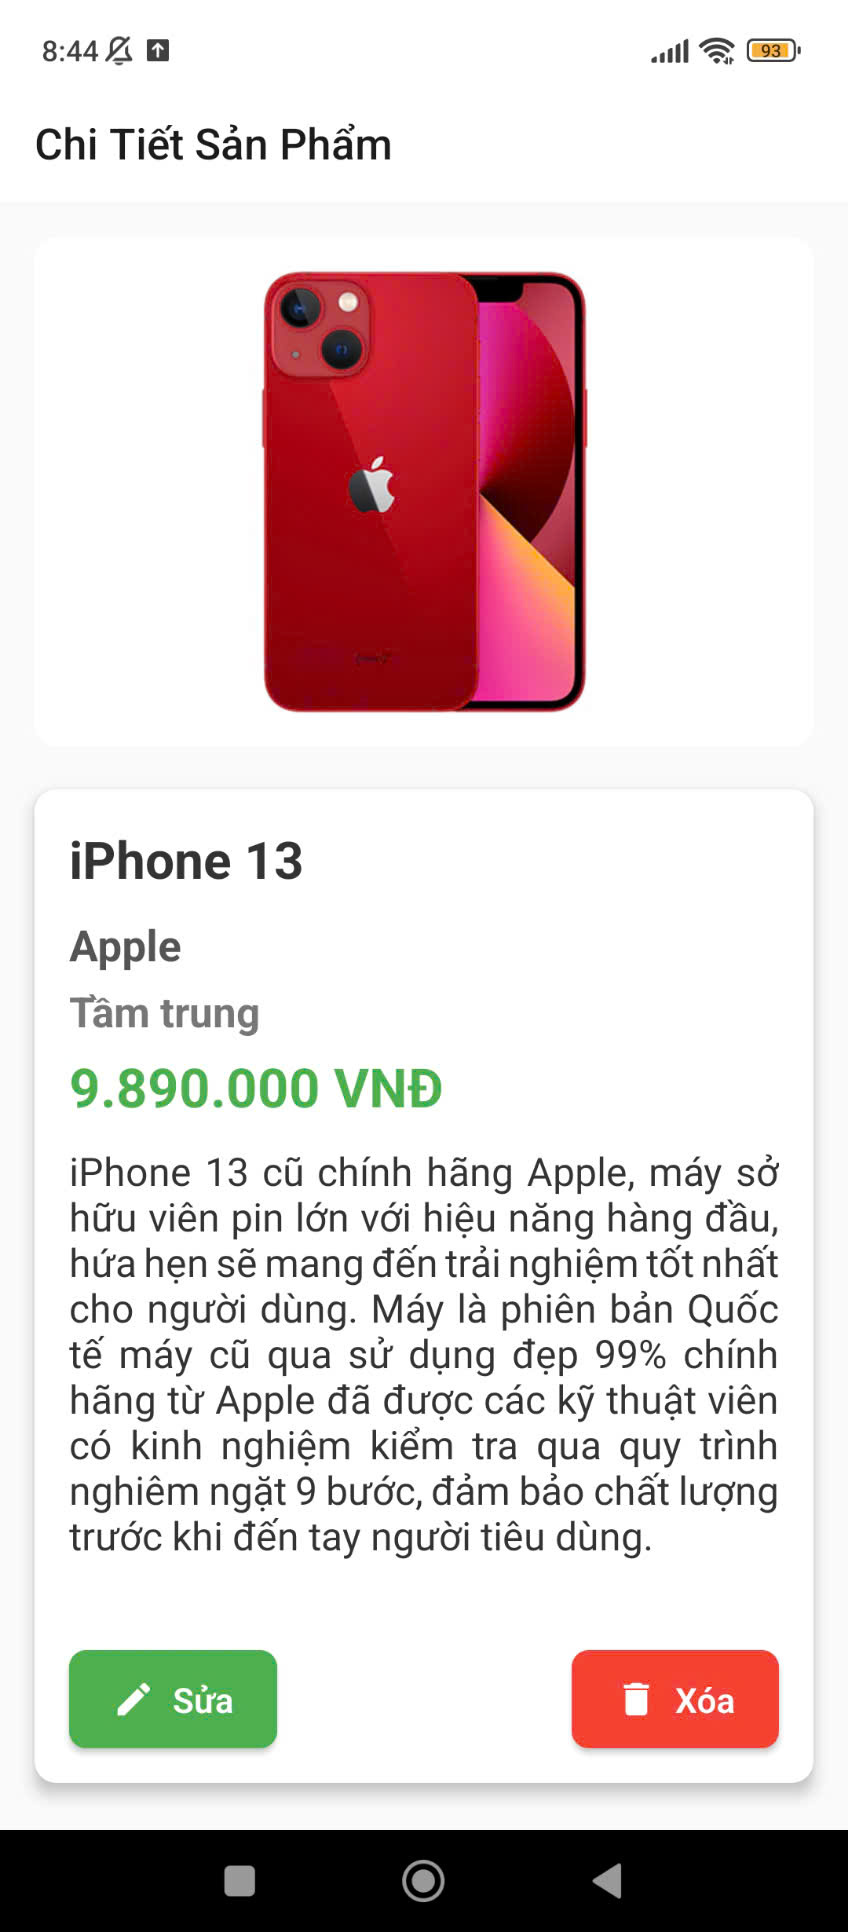 8:44
93
Chi Tiết Sản Phẩm
iPhone 13
Apple
Tầm trung
9.890.000 VNĐ
iPhone 13 cũ chính hãng Apple, máy sở
hữu viên pin lớn với hiệu năng hàng đầu,
hứa hẹn sẽ mang đến trải nghiệm tốt nhất
cho người dùng. Máy là phiên bản Quốc
tế máy cũ qua sử dụng đẹp 99% chính
hãng từ Apple đã được các kỹ thuật viên
có kinh nghiệm kiểm tra qua quy trình
nghiêm ngặt 9 bước, đảm bảo chất lượng
trước khi đến tay người tiêu dùng.
Sửa
Xóa